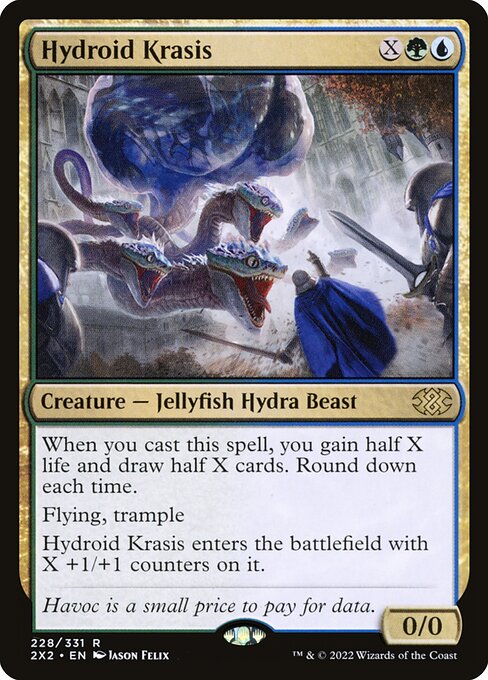 Hydroid Krasis X
Creature — Jellyfish Hydra Beast
When you cast this spell, you gain half X
life and draw half X cards. Round down
each time.
Flying, trample
Hydroid Krasis enters the battlefield with
X +1/+1 counters on it.
Havoc is a small price to pay for data.
0/0
228/331 R
2X2 • EN Jason Felix ™ & © 2022 Wizards of the Coast